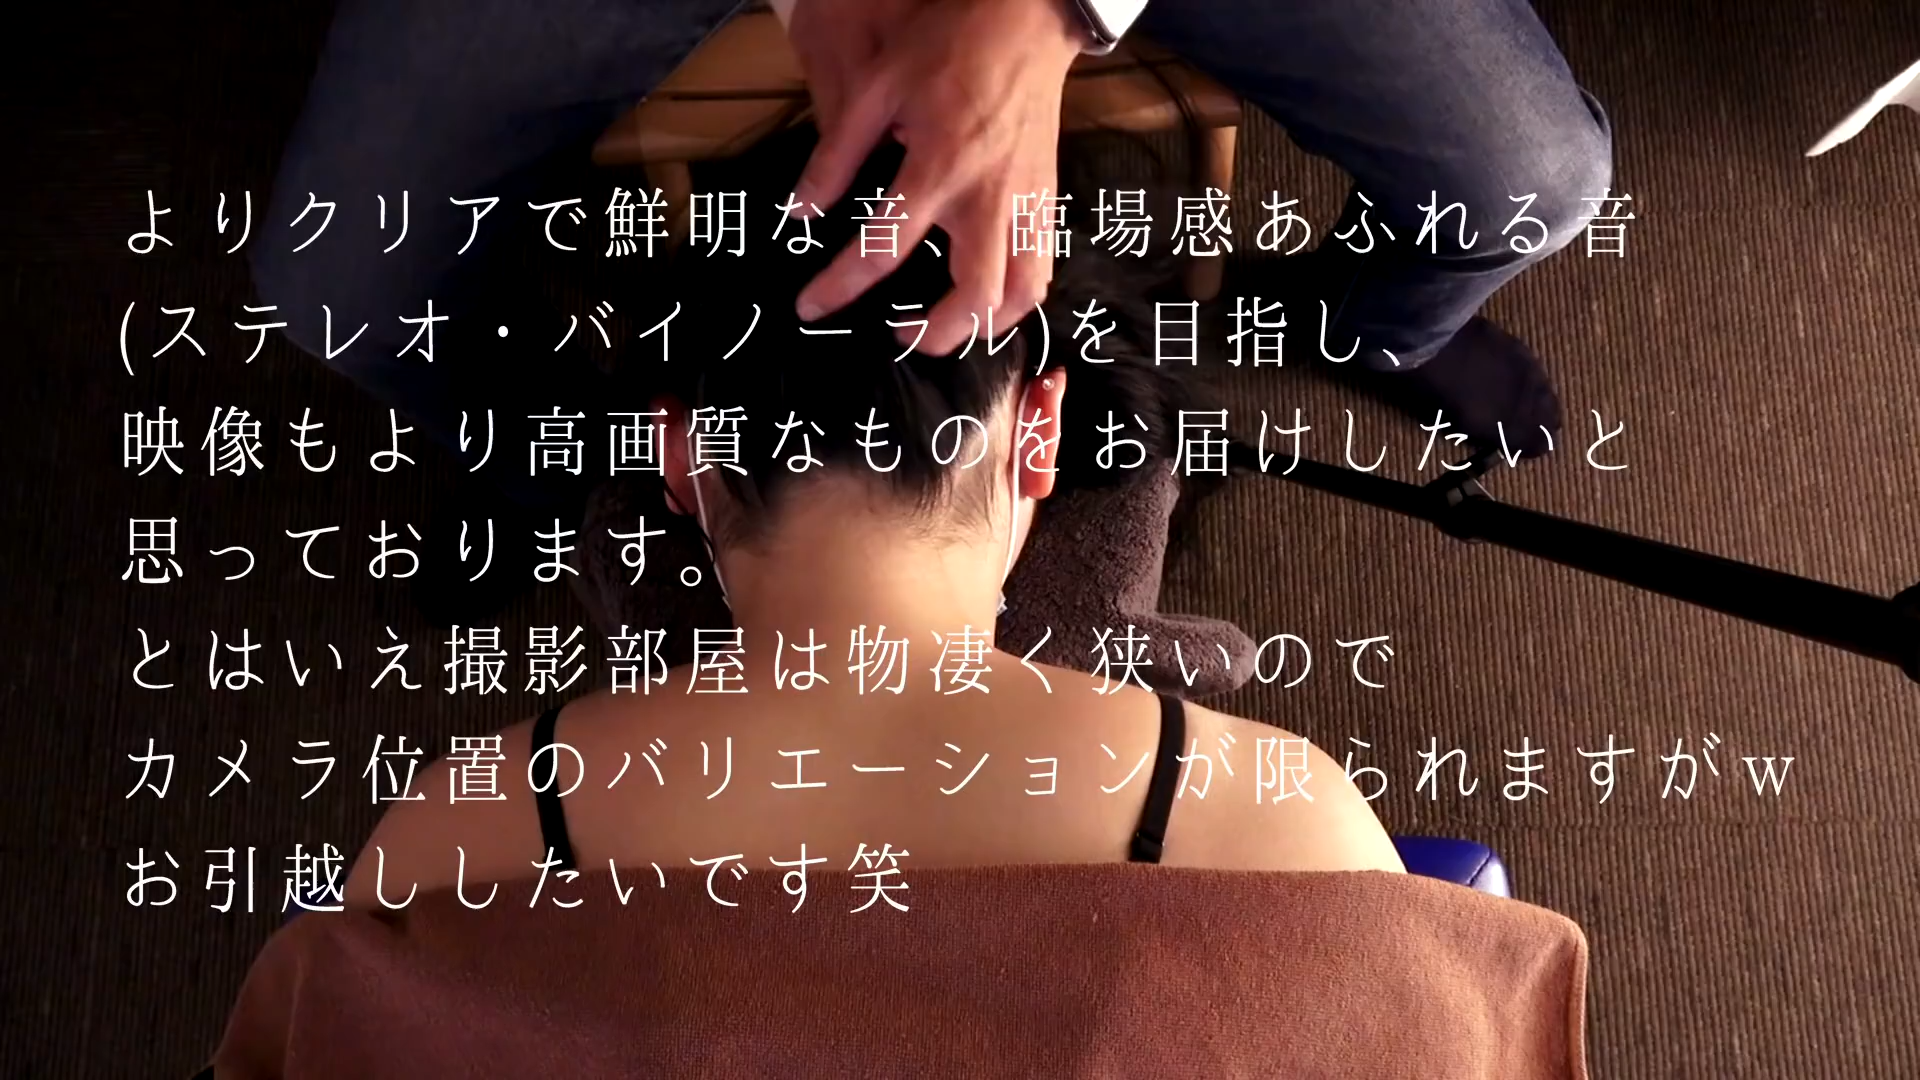 よりクリアで鮮明な音、臨場感あふれる音
(ステレオ・バイノーラル)を目指し、
映像もより高画質なものをお届けしたいと
思っております。
とはいえ撮影部屋は物凄く狭いので
カメラ位置のバリエーションが限られますがw
お引越ししたいです笑